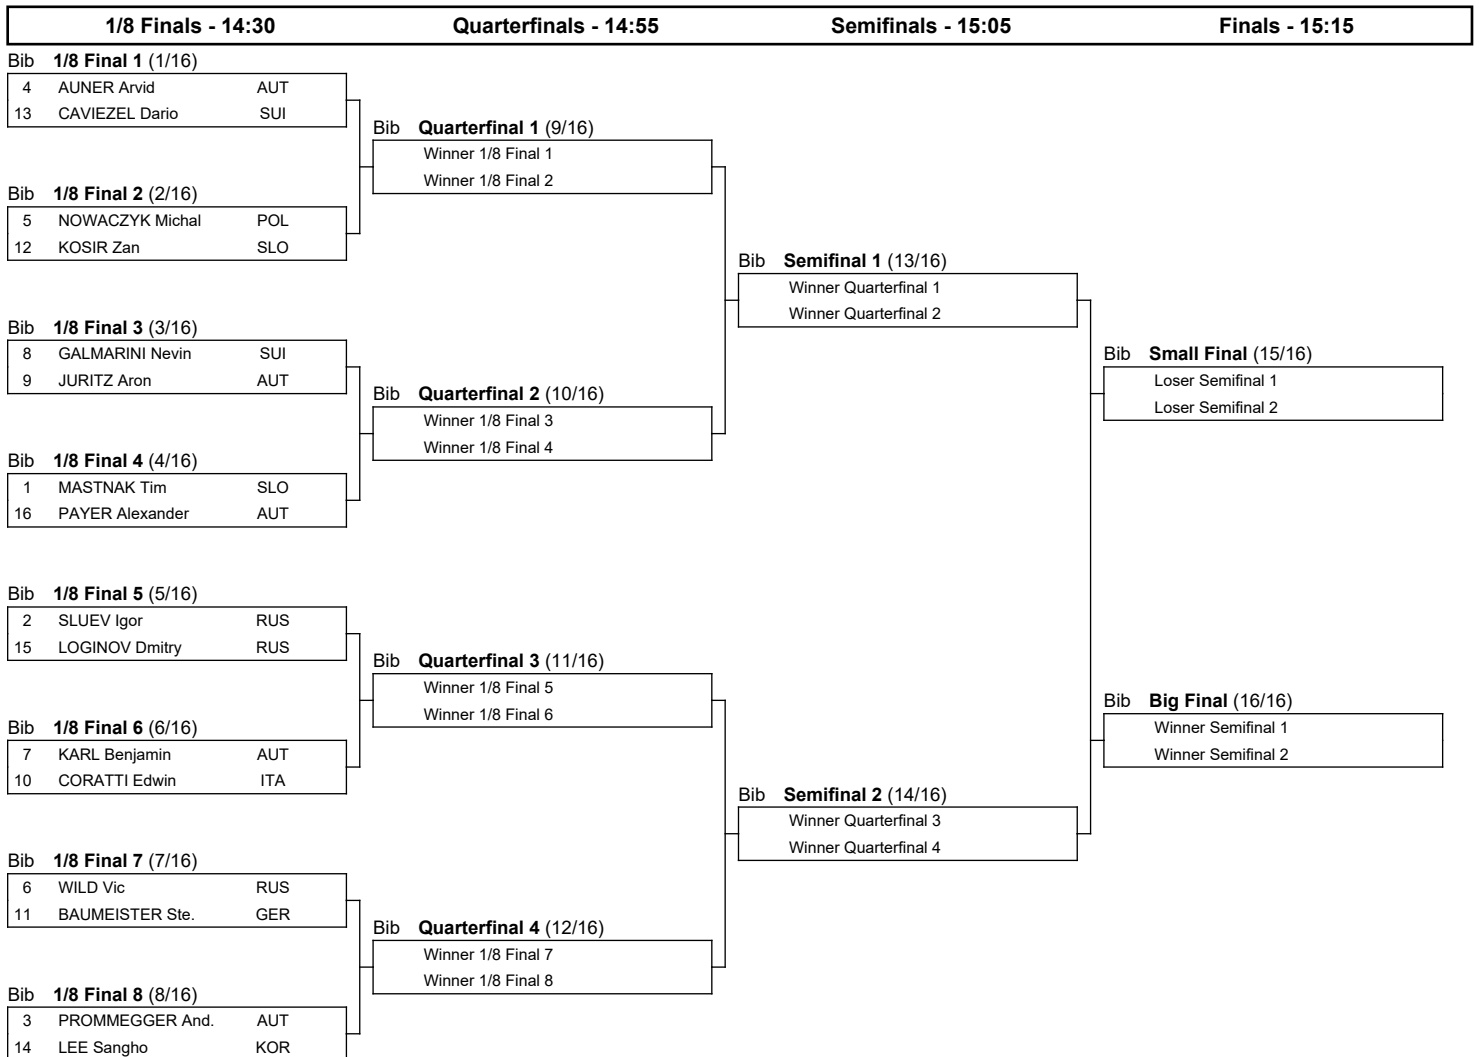 1/8 Finals - 14:30 Quarterfinals - 14:55 Semifinals - 15:05 Finals - 15:15
Bib 1/8 Final 1 (1/16)
4 AUNER Arvid AUT
13 CAVIEZEL Dario SUI
Bib Quarterfinal 1 (9/16)
Winner 1/8 Final 1
Winner 1/8 Final 2
Bib 1/8 Final 2 (2/16)
5 NOWACZYK Michal POL
12 KOSIR Zan SLO
Bib Semifinal 1 (13/16)
Winner Quarterfinal 1
Winner Quarterfinal 2
Bib 1/8 Final 3 (3/16)
8 GALMARINI Nevin SUI
9 JURITZ Aron AUT
Bib Small Final (15/16)
Loser Semifinal 1
Loser Semifinal 2
Bib Quarterfinal 2 (10/16)
Winner 1/8 Final 3
Winner 1/8 Final 4
Bib 1/8 Final 4 (4/16)
1 MASTNAK Tim SLO
16 PAYER Alexander AUT
Bib 1/8 Final 5 (5/16)
2 SLUEV Igor RUS
15 LOGINOV Dmitry RUS
Bib Quarterfinal 3 (11/16)
Winner 1/8 Final 5
Winner 1/8 Final 6
Bib Big Final (16/16)
Winner Semifinal 1
Winner Semifinal 2
Bib 1/8 Final 6 (6/16)
7 KARL Benjamin AUT
10 CORATTI Edwin ITA
Bib Semifinal 2 (14/16)
Winner Quarterfinal 3
Winner Quarterfinal 4
Bib 1/8 Final 7 (7/16)
6 WILD Vic RUS
11 BAUMEISTER Ste. GER
Bib Quarterfinal 4 (12/16)
Winner 1/8 Final 7
Winner 1/8 Final 8
Bib 1/8 Final 8 (8/16)
3 PROMMEGGER And. AUT
14 LEE Sangho KOR